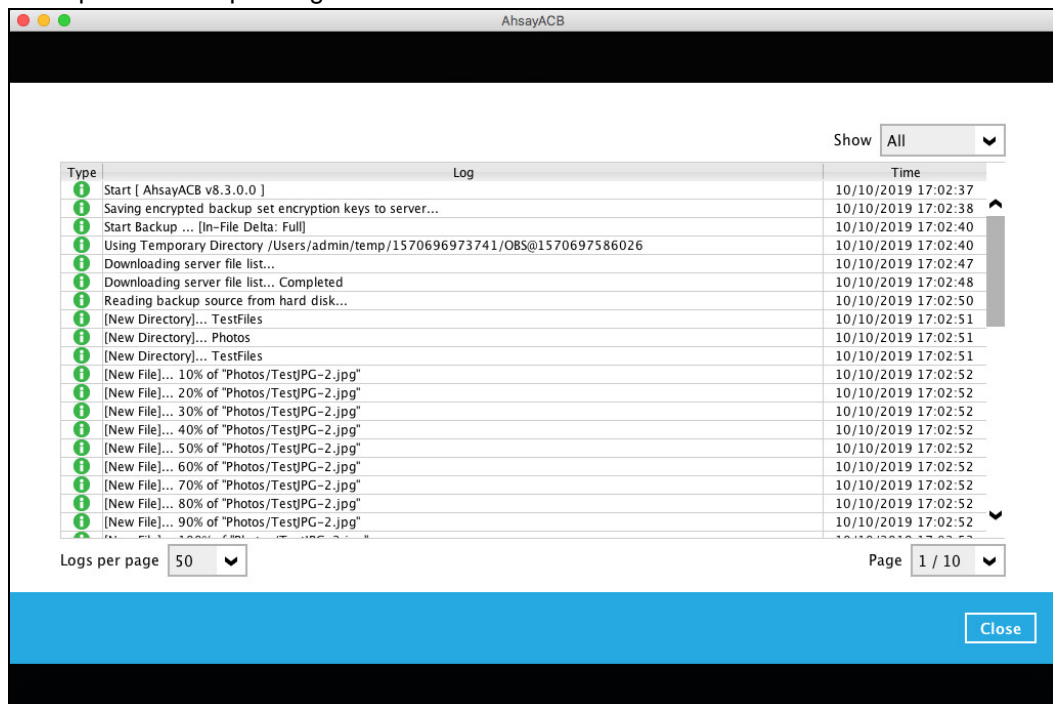 AhsayACB
Show All
Type Log Time
Start [ AhsayACB v8.3.0.0 ] 10/10/2019 17:02:37
Saving encrypted backup set encryption keys to server... 10/10/2019 17:02:38
Start Backup ... [In-File Delta: Full] 10/10/2019 17:02:40
Using Temporary Directory /Users/admin/temp/1570696973741/OBS@1570697586026 10/10/2019 17:02:40
Downloading server file list... 10/10/2019 17:02:47
Downloading server file list... Completed 10/10/2019 17:02:48
Reading backup source from hard disk... 10/10/2019 17:02:50
[New Directory]... TestFiles 10/10/2019 17:02:51
[New Directory]... Photos 10/10/2019 17:02:51
[New Directory]... TestFiles 10/10/2019 17:02:51
[New File]... 10% of "Photos/TestJPG-2.jpg" 10/10/2019 17:02:52
[New File]... 20% of "Photos/TestJPG-2.jpg" 10/10/2019 17:02:52
[New File]... 30% of "Photos/TestJPG-2.jpg" 10/10/2019 17:02:52
[New File]... 40% of "Photos/TestJPG-2.jpg" 10/10/2019 17:02:52
[New File]... 50% of "Photos/TestJPG-2.jpg" 10/10/2019 17:02:52
[New File]... 60% of "Photos/TestJPG-2.jpg" 10/10/2019 17:02:52
[New File]... 70% of "Photos/TestJPG-2.jpg" 10/10/2019 17:02:52
[New File]... 80% of "Photos/TestJPG-2.jpg" 10/10/2019 17:02:52
[New File]... 90% of "Photos/TestJPG-2.jpg" 10/10/2019 17:02:52
Logs per page 50 Page 1 / 10
Close